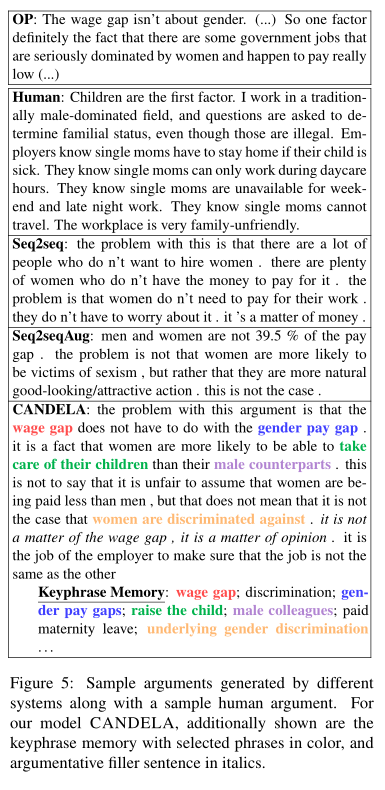 OP: The wage gap isn't about gender. (...) So one factor
definitely the fact that there are some government jobs that
are seriously dominated by women and happen to pay really
low (...)
Human: Children are the first factor. I work in a tradition-
ally male-dominated field, and questions are asked to de-
termine familial status, even though those are illegal. Em-
ployers know single moms have to stay home if their child is
sick. They know single moms can only work during daycare
hours. They know single moms are unavailable for week-
end and late night work. They know single moms cannot
travel. The workplace is very family-unfriendly.
Seq2seq: the problem with this is that there are a lot of
people who do n't want to hire women . there are plenty
of women who do n't have the money to pay for it . the
problem is that women do n't need to pay for their work .
they do n't have to worry about it . it 's a matter of money .
Seq2seqAug: men and women are not 39.5 % of the pay
gap . the problem is not that women are more likely to
be victims of sexism , but rather that they are more natural
good-looking/attractive action . this is not the case .
CANDELA: the problem with this argument is that the
wage gap does not have to do with the gender pay gap .
it is a fact that women are more likely to be able to take
care of their children than their male counterparts . this
is not to say that it is unfair to assume that women are be-
ing paid less than men , but that does not mean that it is not
the case that women are discriminated against . it is not
a matter of the wage gap , it is a matter of opinion . it is
the job of the employer to make sure that the job is not the
same as the other
Keyphrase Memory: wage gap; discrimination; gen-
der pay gaps; raise the child; male colleagues; paid
maternity leave; underlying gender discrimination
...
Figure 5: Sample arguments generated by different
systems along with a sample human argument. For
our model CANDELA, additionally shown are the
keyphrase memory with selected phrases in color, and
argumentative filler sentence in italics.